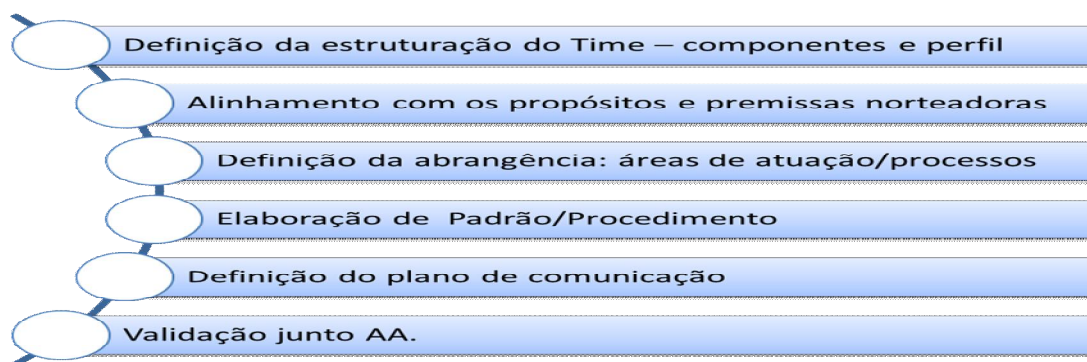 Definição da estruturação do Time – componentes e perfil
Alinhamento com os propósitos e premissas norteadoras
Definição da abrangência: áreas de atuação/processos
Elaboração de Padrão/Procedimento
Definição do plano de comunicação
Validação junto AA.